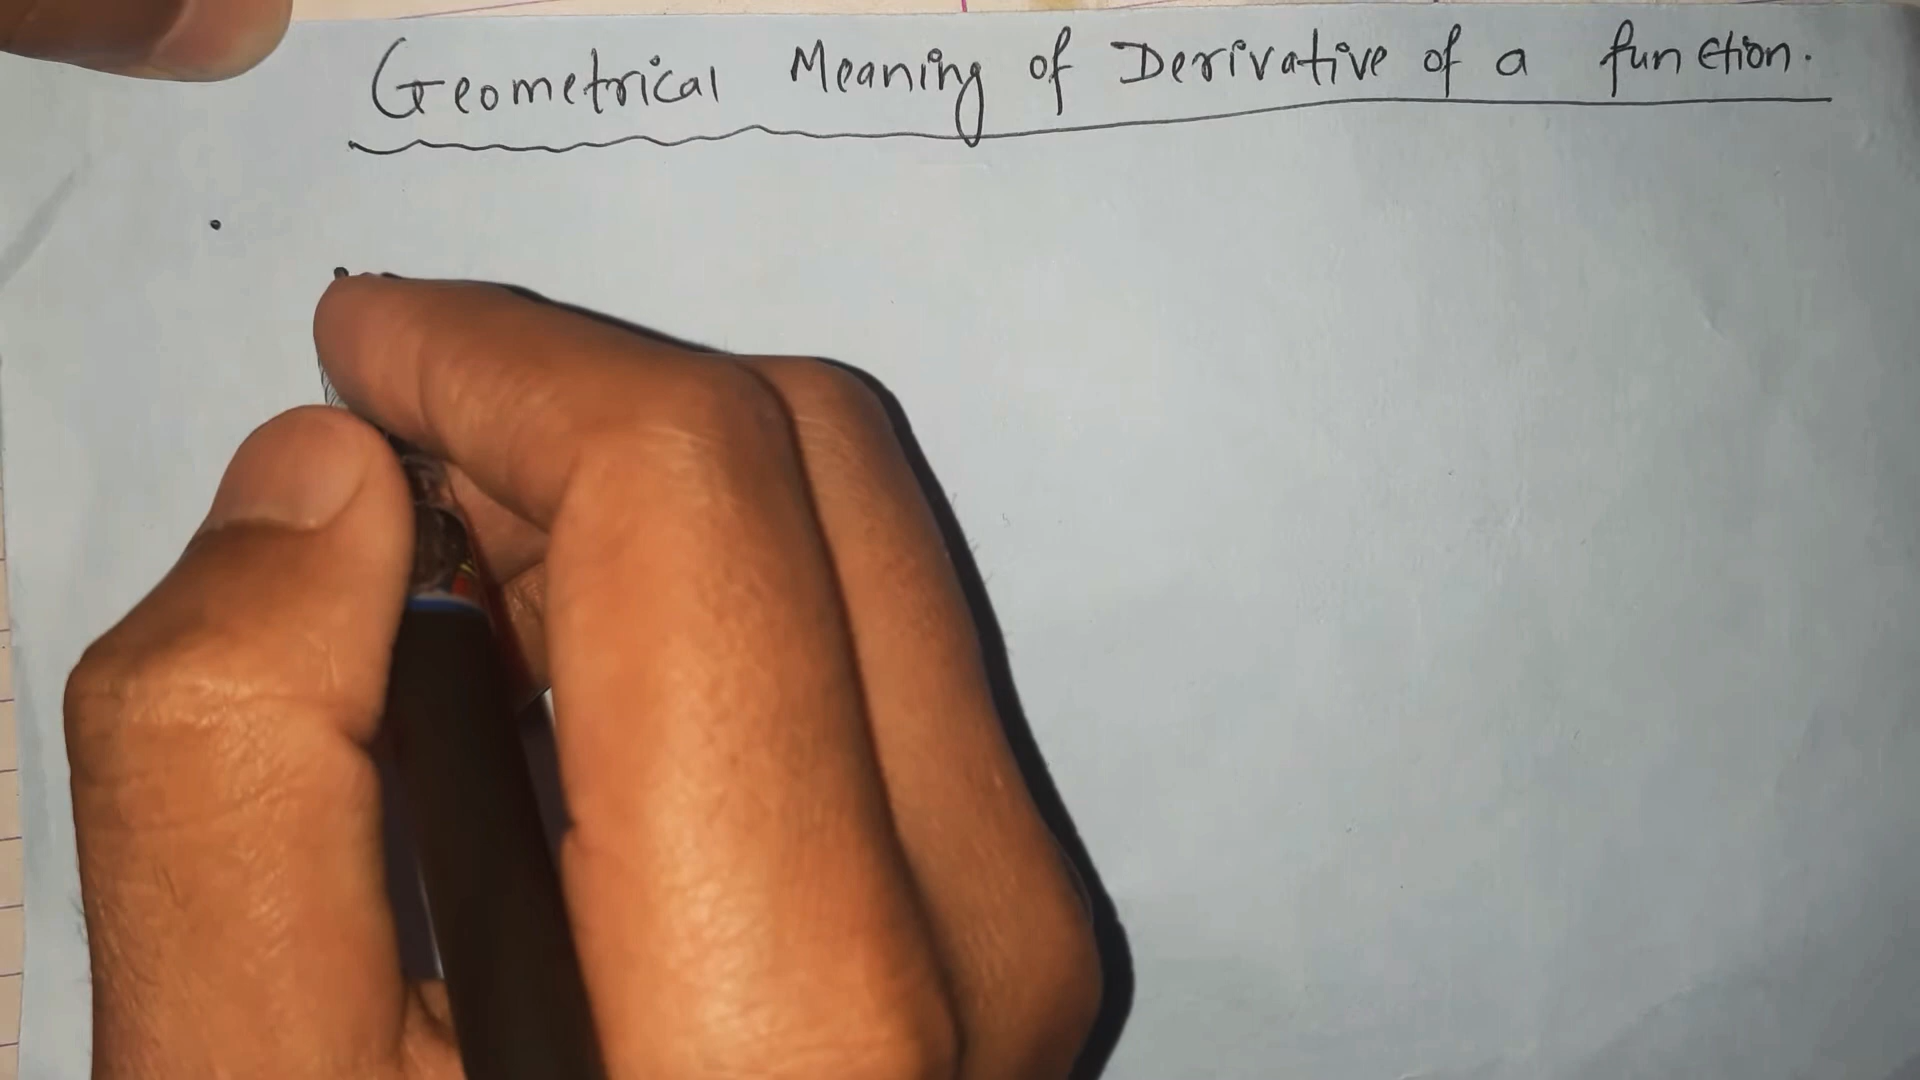 Geometrical Meaning of Derivative of a function.